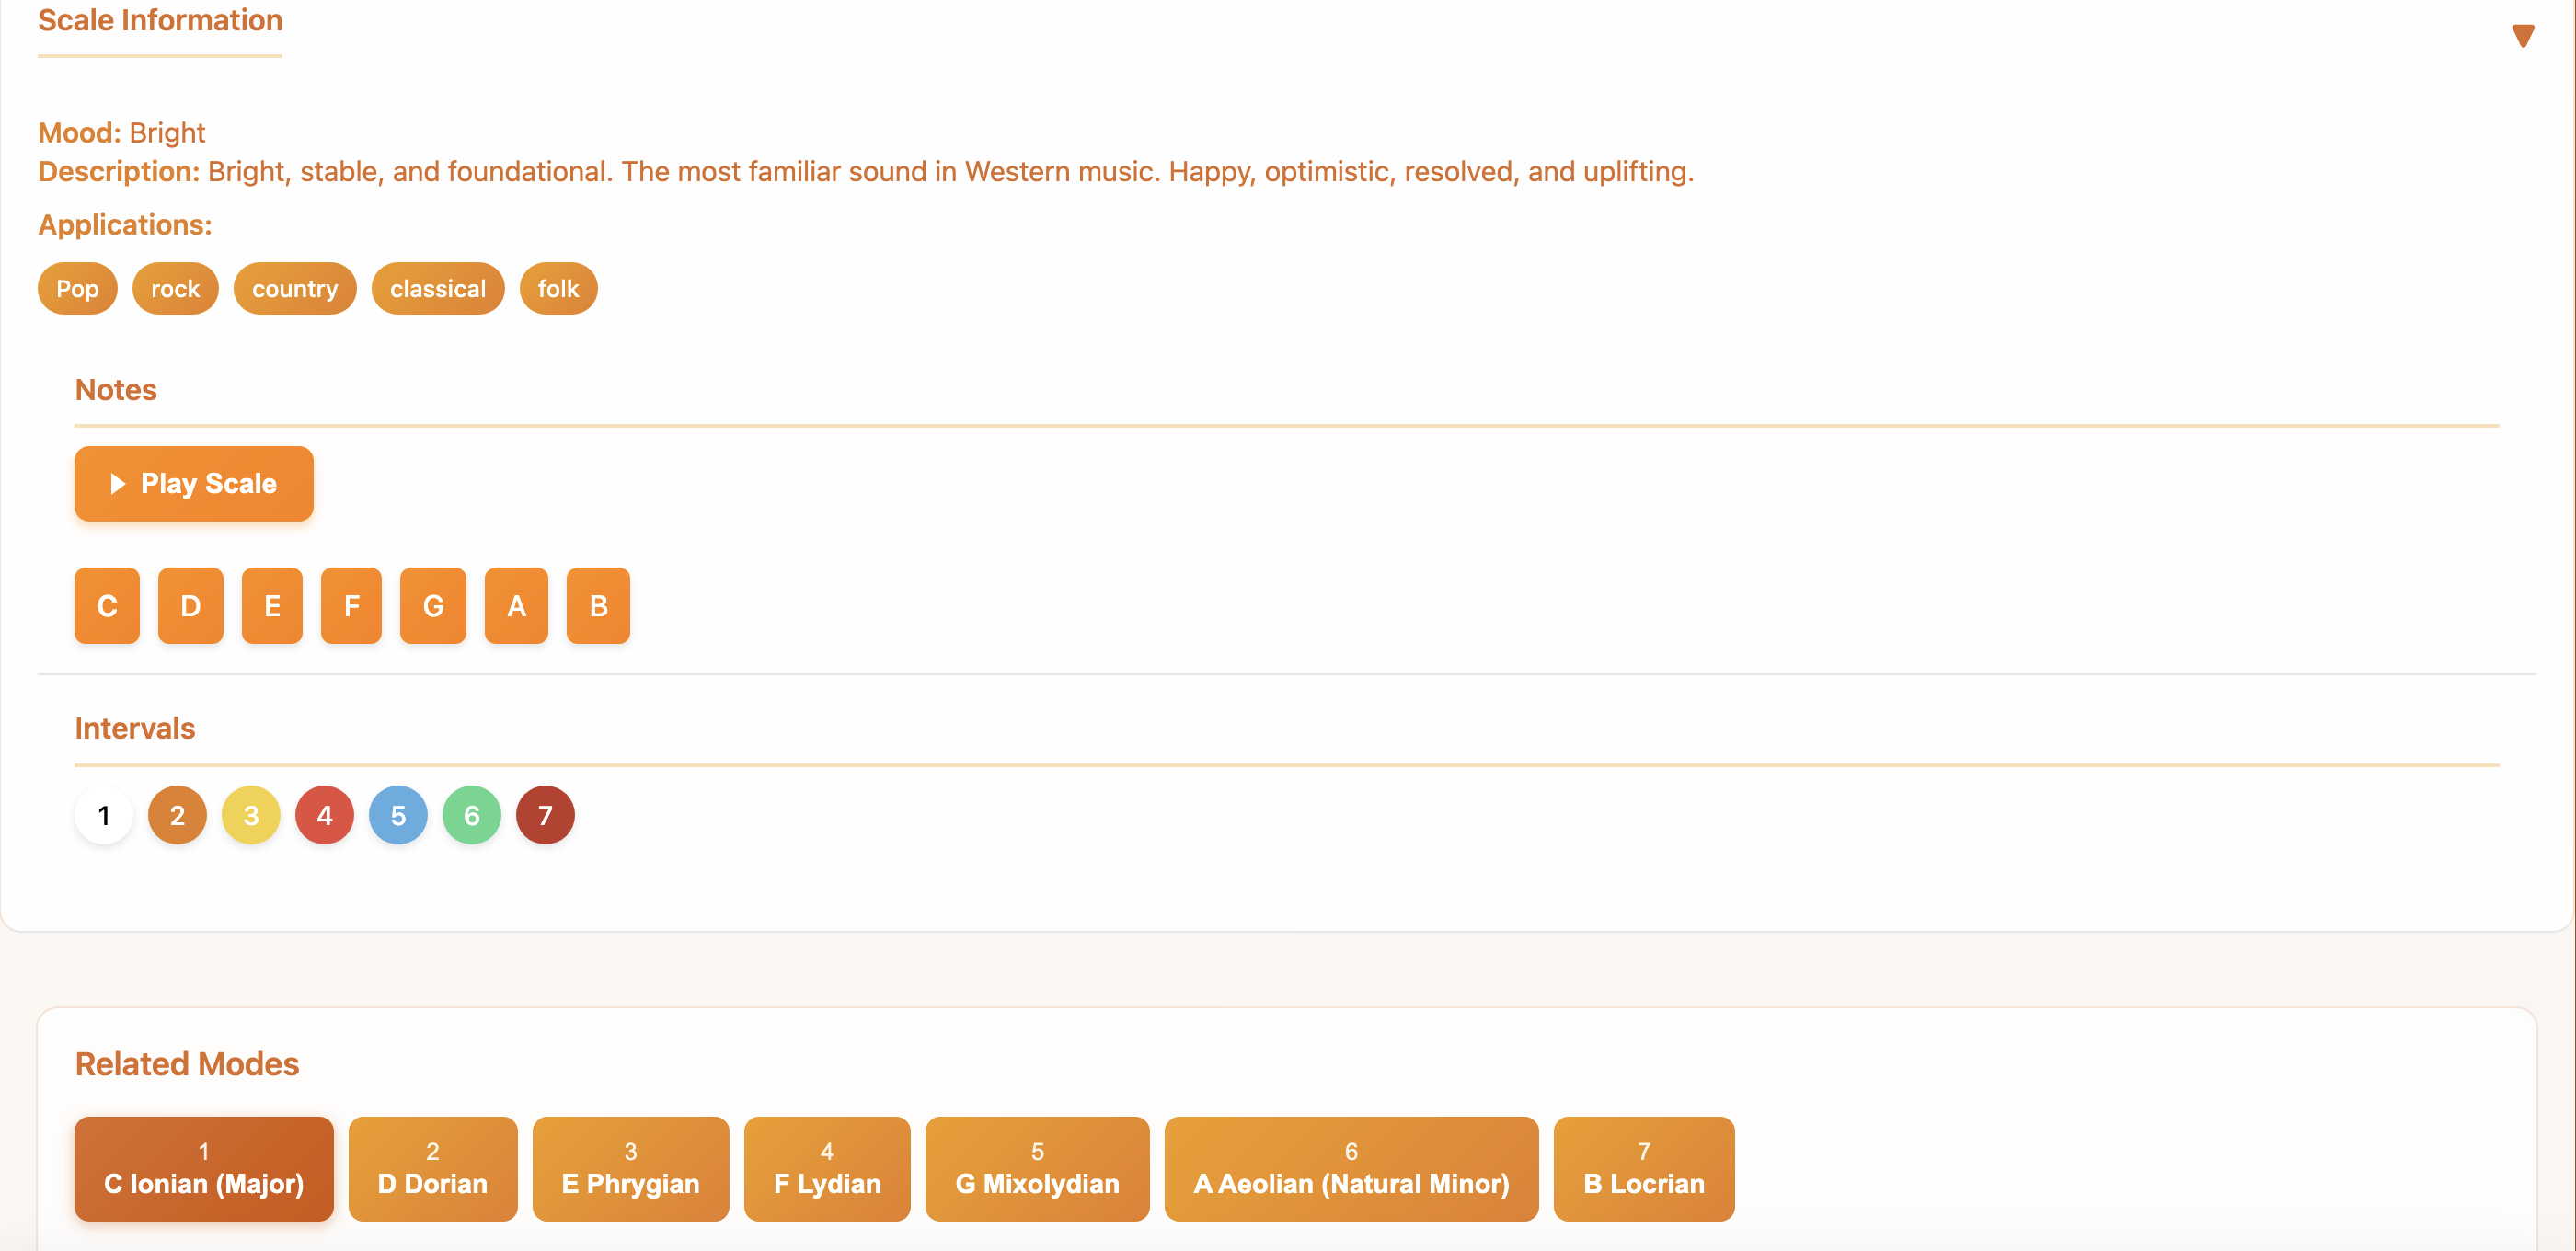 Scale Information
Mood: Bright
Description: Bright, stable, and foundational. The most familiar sound in Western music. Happy, optimistic, resolved, and uplifting.
Applications:
Pop rock country classical folk
Notes
Play Scale
C D E F G A B
Intervals
1 2 3 4 5 6 7
Related Modes
1 2 3 4 5 6 7
C Ionian (Major) D Dorian E Phrygian F Lydian G Mixolydian A Aeolian (Natural Minor) B Locrian